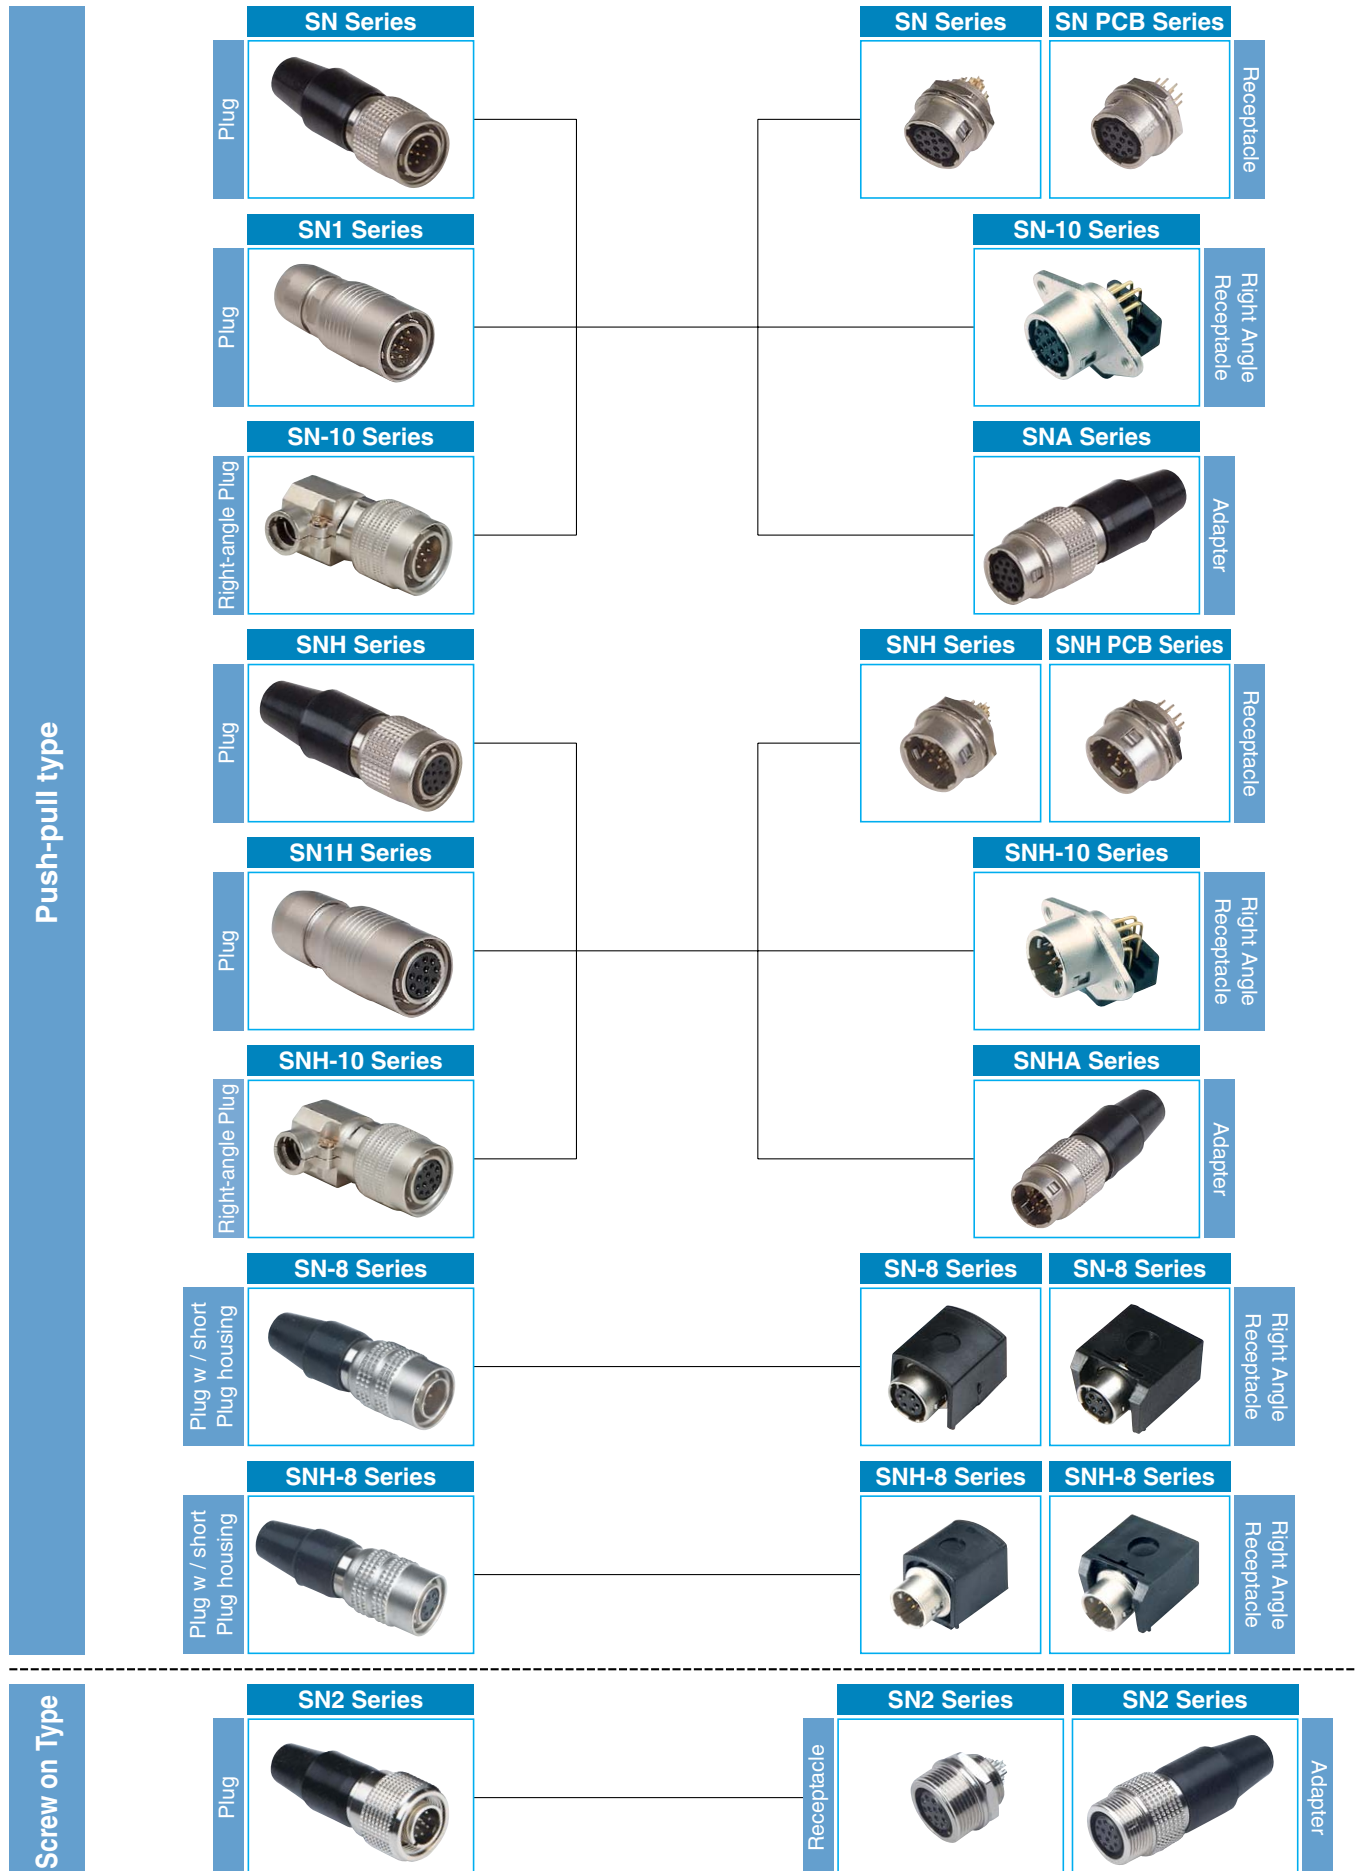 Push-pull type
SN Series
Plug
SN Series
SN PCB Series
Receptacle
SN1 Series
Plug
SN-10 Series
Right Angle
Receptacle
SN-10 Series
Right-angle Plug
SNA Series
Adapter
SNH Series
Plug
SNH Series
SNH PCB Series
Receptacle
SN1H Series
Plug
SNH-10 Series
Right Angle
Receptacle
SNH-10 Series
Right-angle Plug
SNHA Series
Adapter
SN-8 Series
Plug w / short
Plug housing
SN-8 Series
SN-8 Series
Right Angle
Receptacle
SNH-8 Series
Plug w / short
Plug housing
SNH-8 Series
SNH-8 Series
Right Angle
Receptacle
Screw on Type
SN2 Series
Plug
SN2 Series
Receptacle
SN2 Series
Adapter